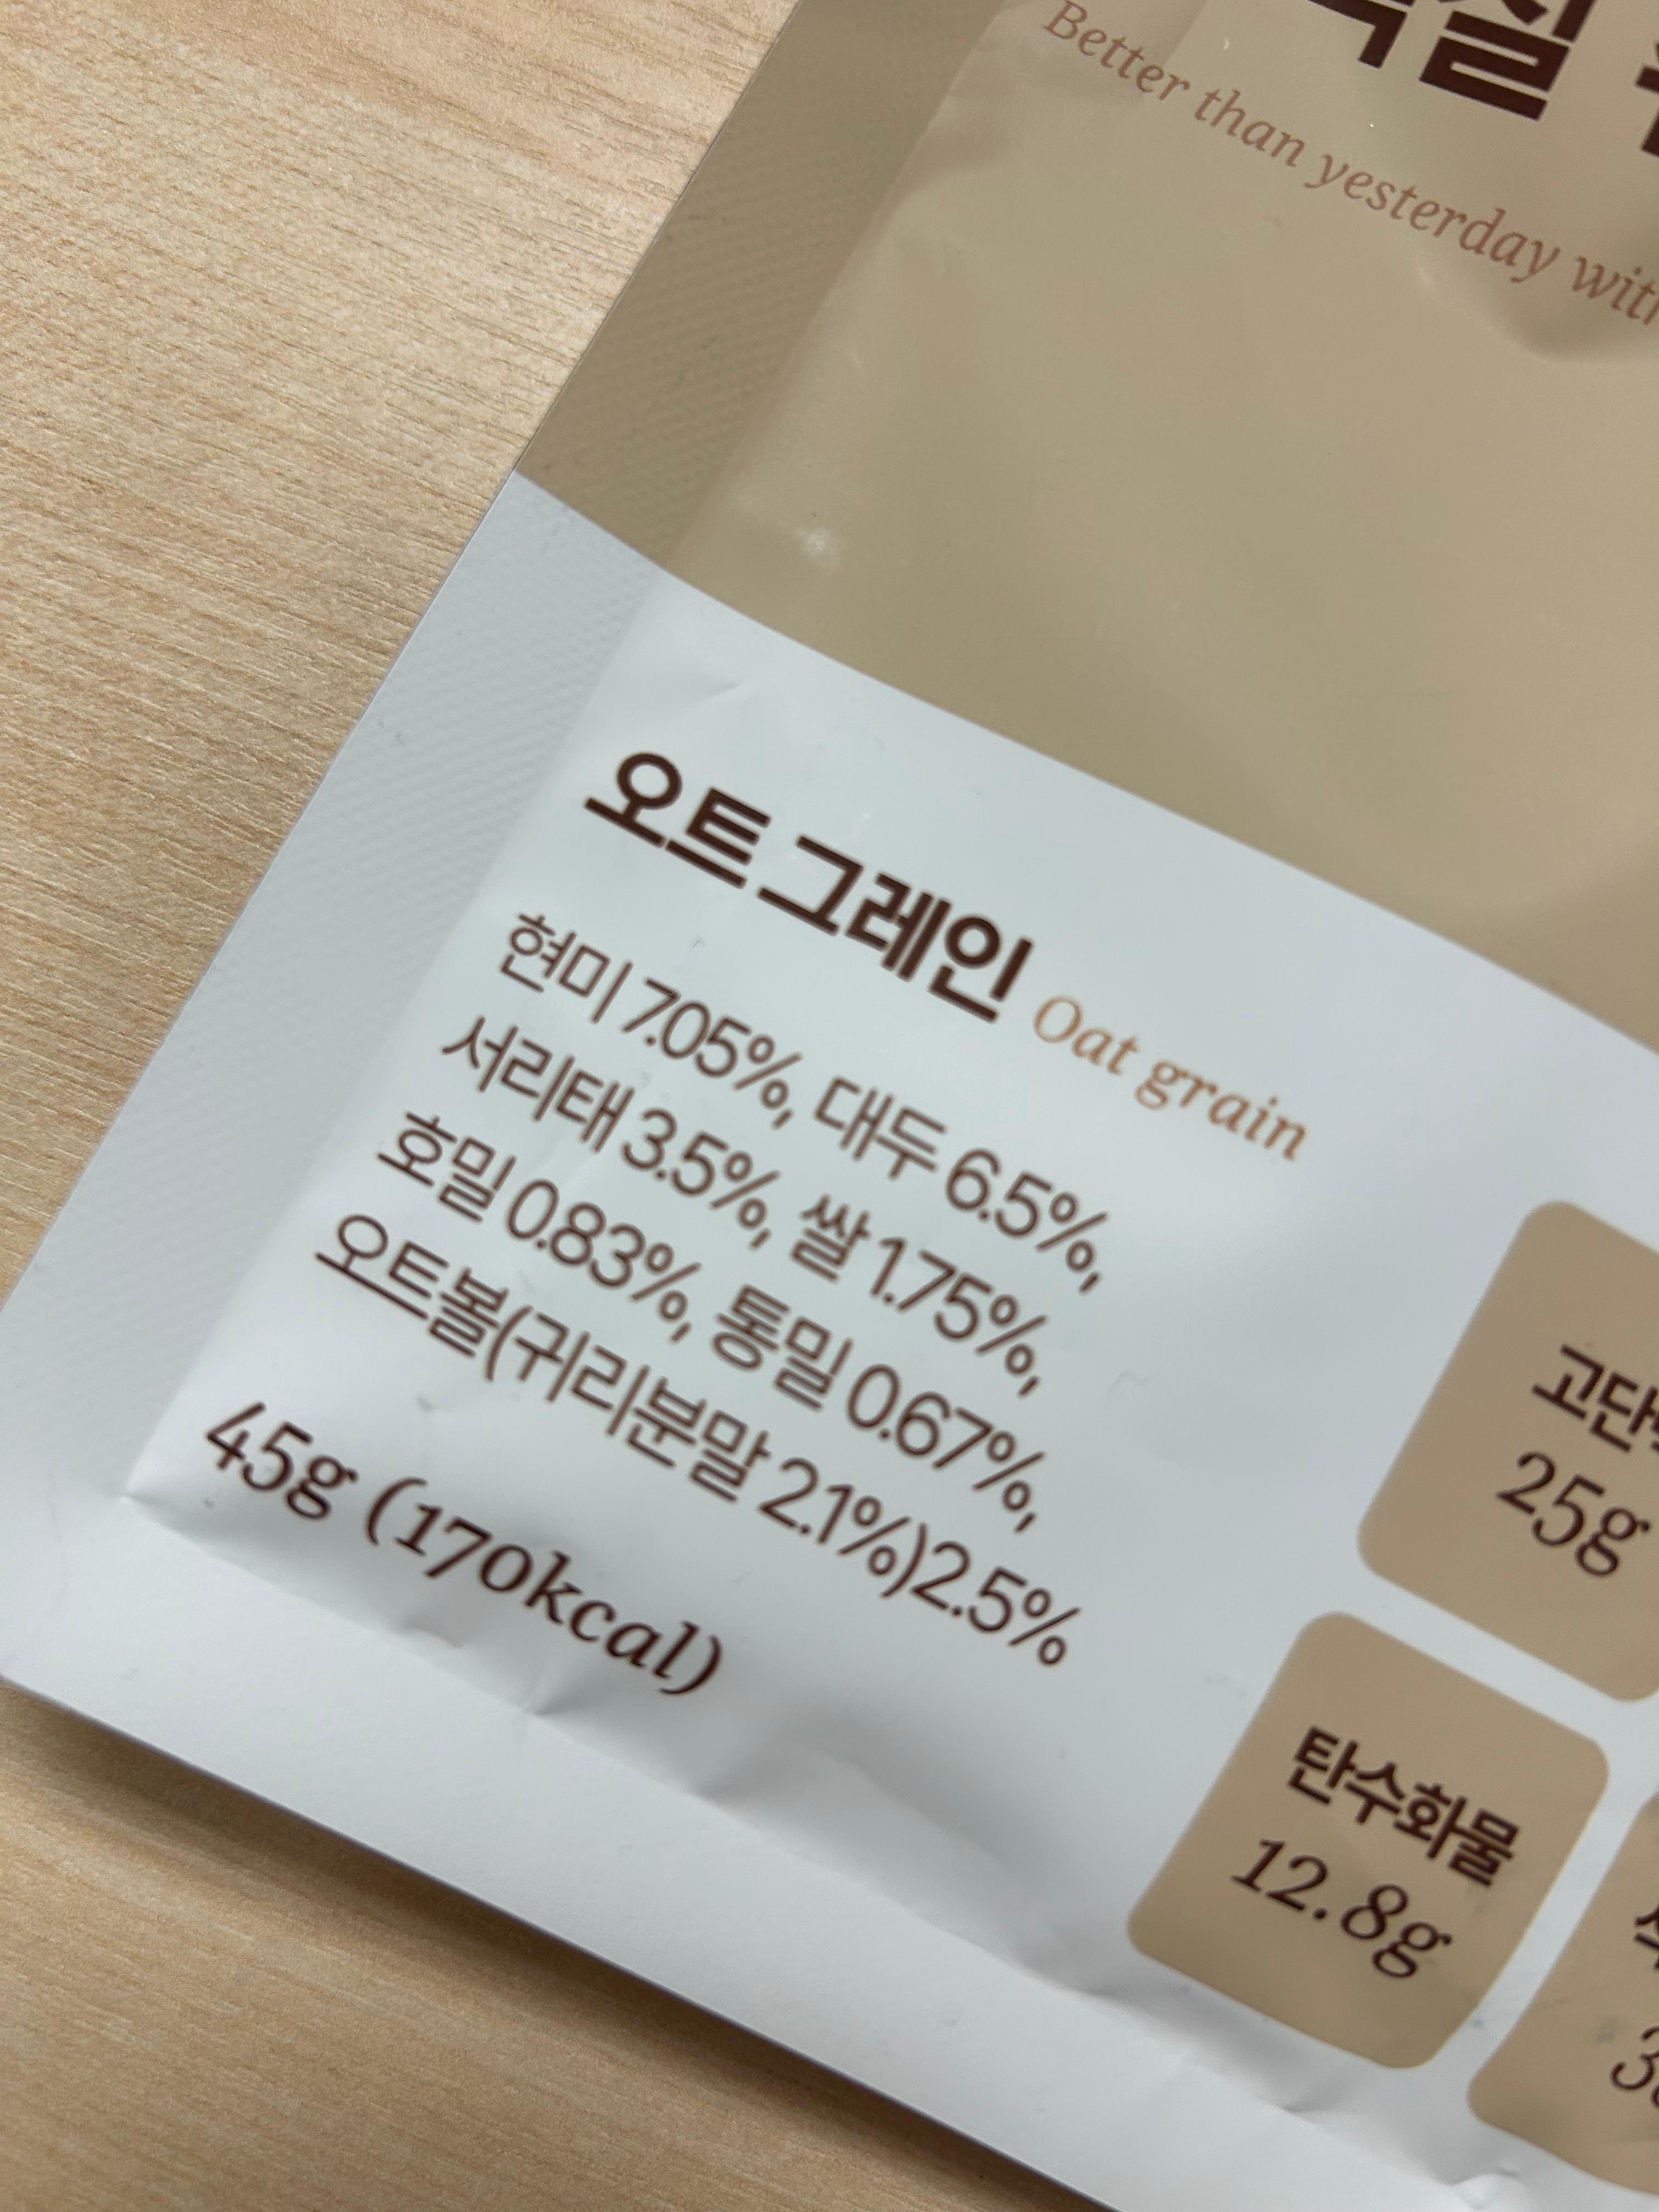 Better than yesterday with
오트 그레인 Oat grain
현미 7.05%, 대두 6.5%,
서리태 3.5%, 쌀 1.75%,
호밀 0.83%, 통밀 0.67%,
오트볼(귀리분말 2.1%)2.5%
45g (170kcal)
25g
탄수화물
12.8g